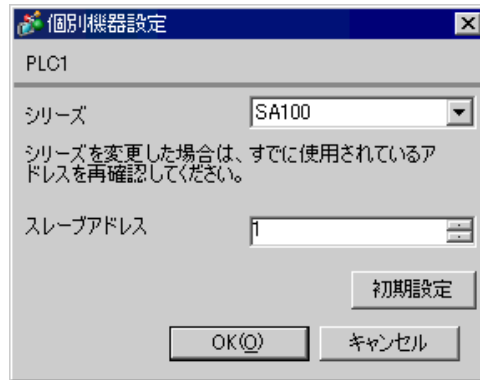 個別機器設定
PLC1
シリーズ
SA100
シリーズを変更した場合は、すでに使用されているア
ドレスを再確認してください。
スレーブアドレス
1
初期設定
OK(O)
キャンセル